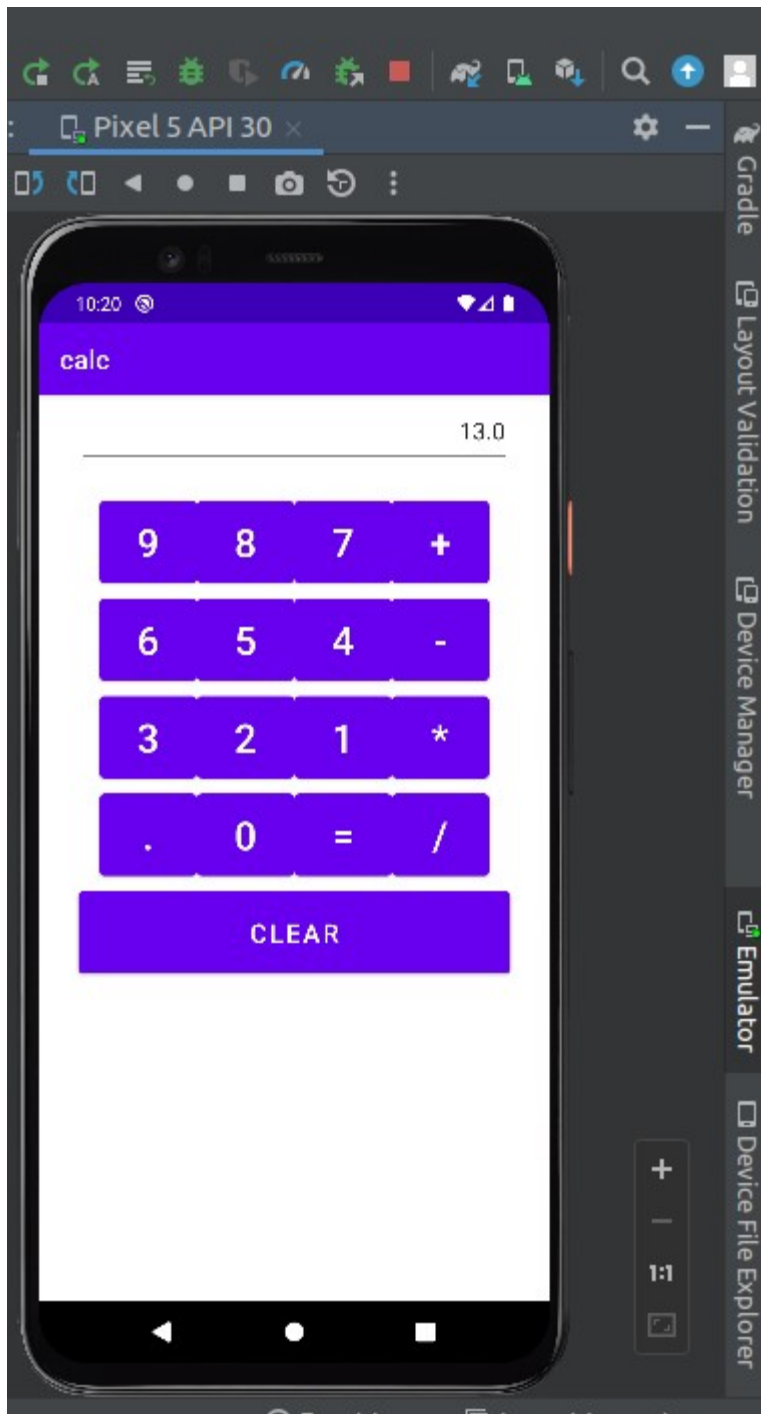 Pixel 5 API 30
10:20
calc
13.0
9 8 7 +
6 5 4 -
3 2 1 *
. 0 = /
CLEAR
1:1
Gradle
Layout Validation
Device Manager
Emulator
Device File Explorer